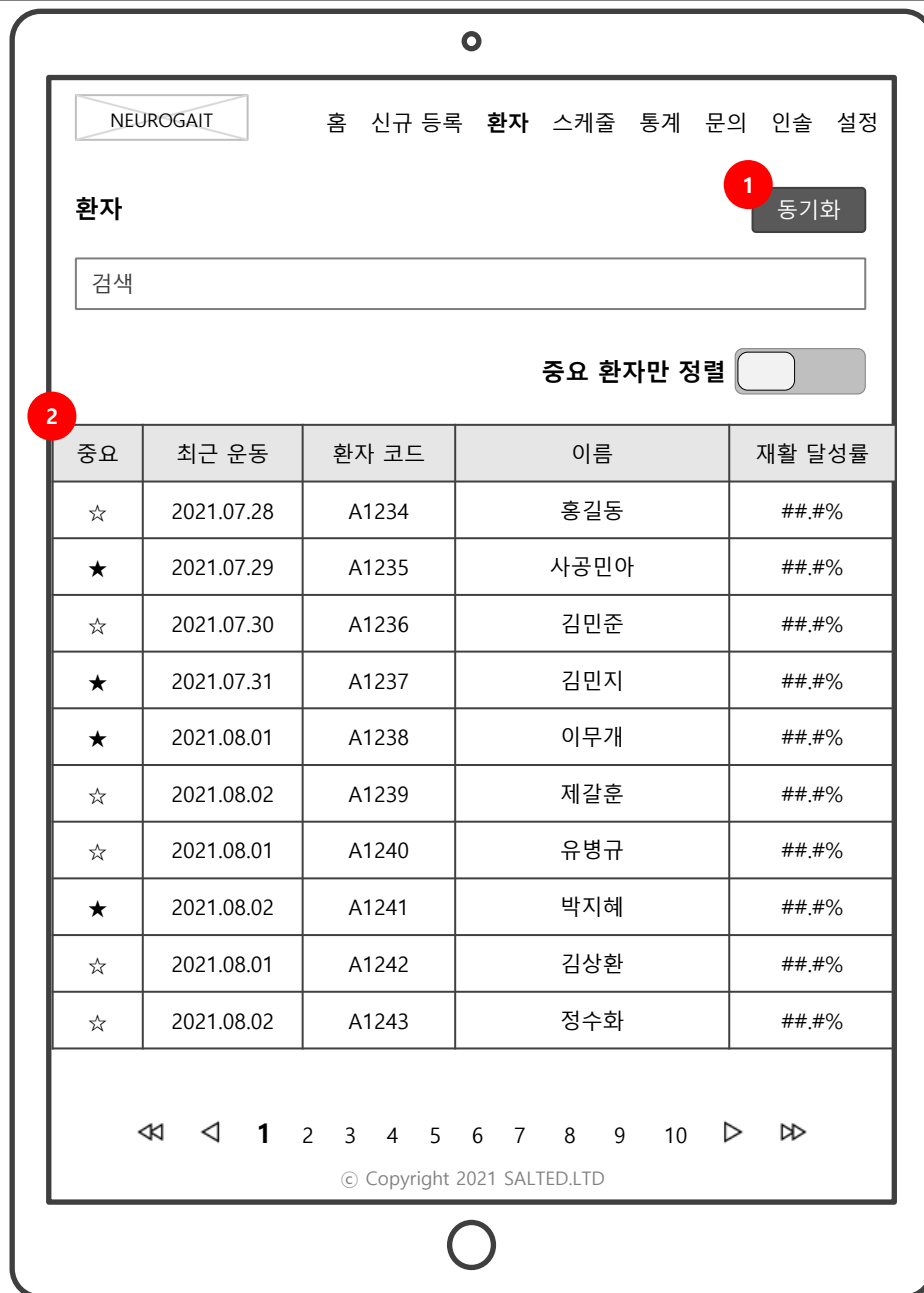 NEUROGAIT 홈 신규 등록 환자 스케줄 통계 문의 인솔 설정
1
환자 동기화
검색
중요 환자만 정렬
2
중요 최근 운동 환자 코드 이름 재활 달성률
☆ 2021.07.28 A1234 홍길동 ##.#%
★ 2021.07.29 A1235 사공민아 ##.#%
☆ 2021.07.30 A1236 김민준 ##.#%
★ 2021.07.31 A1237 김민지 ##.#%
★ 2021.08.01 A1238 이무개 ##.#%
☆ 2021.08.02 A1239 제갈훈 ##.#%
☆ 2021.08.01 A1240 유병규 ##.#%
★ 2021.08.02 A1241 박지혜 ##.#%
☆ 2021.08.01 A1242 김상환 ##.#%
☆ 2021.08.02 A1243 정수화 ##.#%
1 2 3 4 5 6 7 8 9 10
ⓒ Copyright 2021 SALTED.LTD